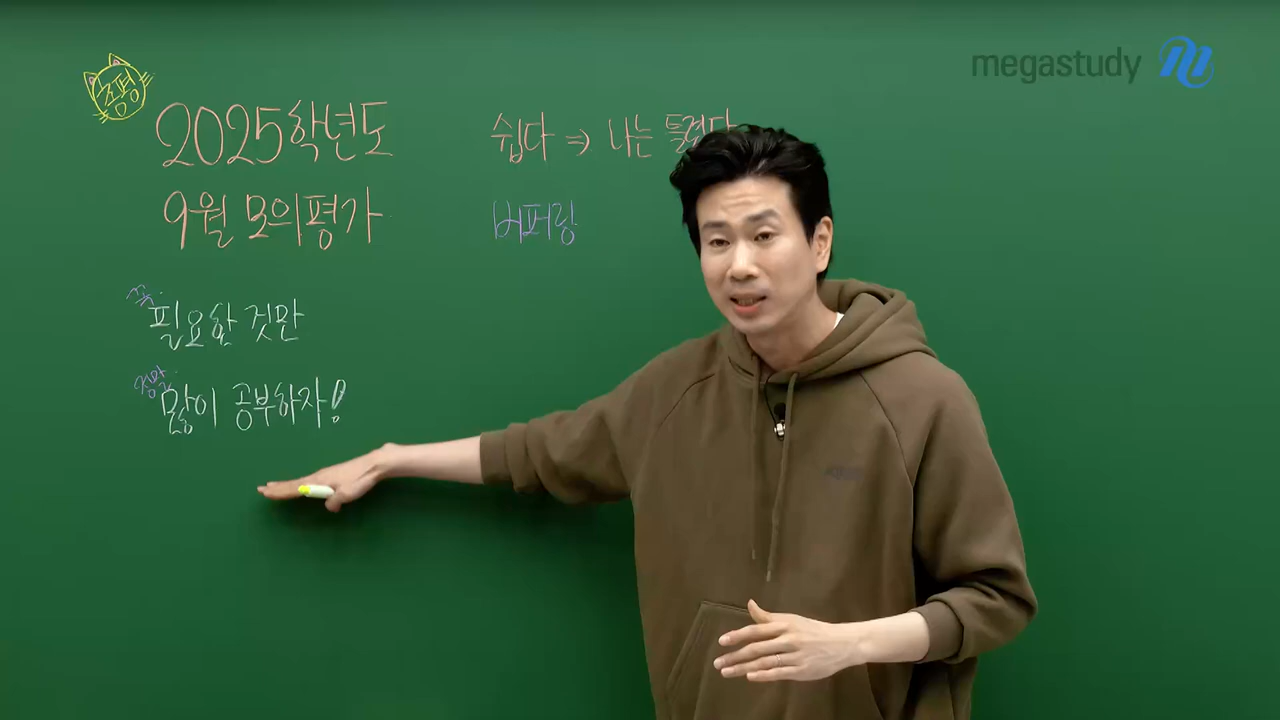 총평
2025학년도
9월 모의평가
꼭
필요한 것만
정말
많이 공부하자!
쉽다 ⇒ 나는 틀렸다
버퍼링
megastudy